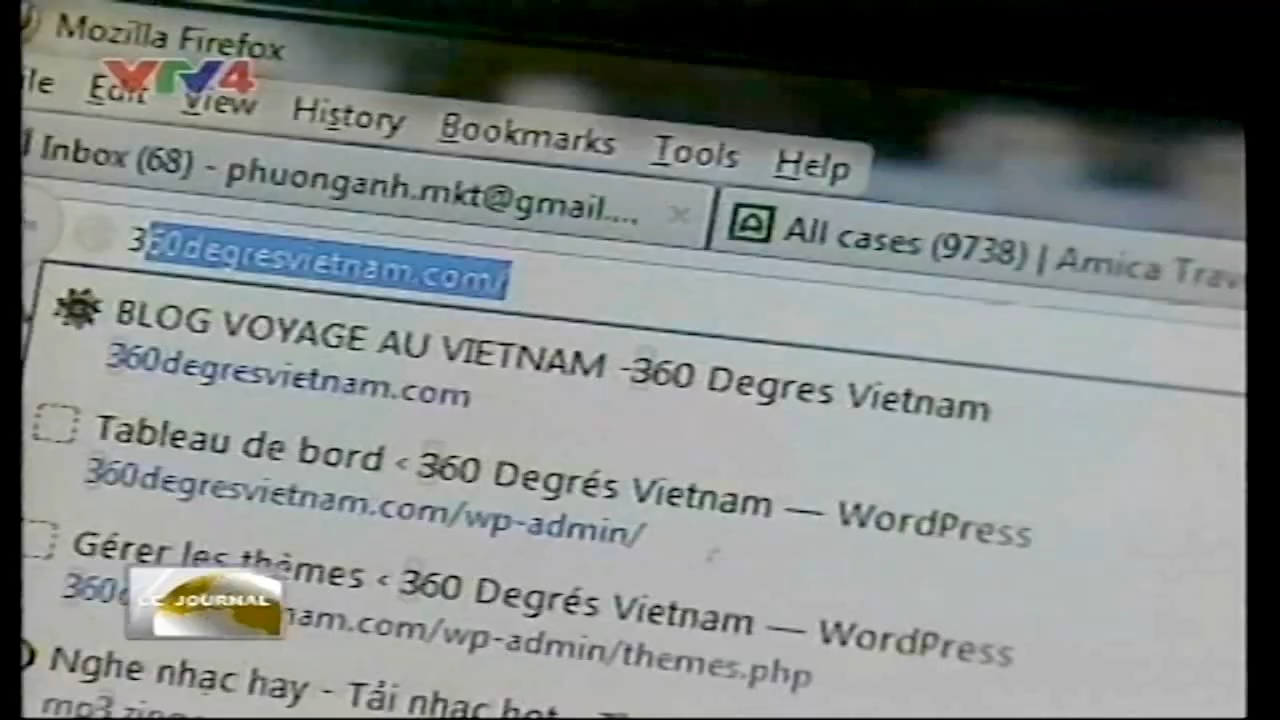 Mozilla Firefox
VTV4
Edit View History Bookmarks Tools Help
Inbox (68) - phuonganh.mkt@gmail.... × All cases (9738) | Amica Trav
360degresvietnam.com/
BLOG VOYAGE AU VIETNAM -360 Degres Vietnam
360degresvietnam.com
Tableau de bord ‹ 360 Degrés Vietnam — WordPress
360degresvietnam.com/wp-admin/
Gérer les thèmes ‹ 360 Degrés Vietnam — WordPress
360 nam.com/wp-admin/themes.php
LE JOURNAL
Nghe nhạc hay - Tải nhạc hot